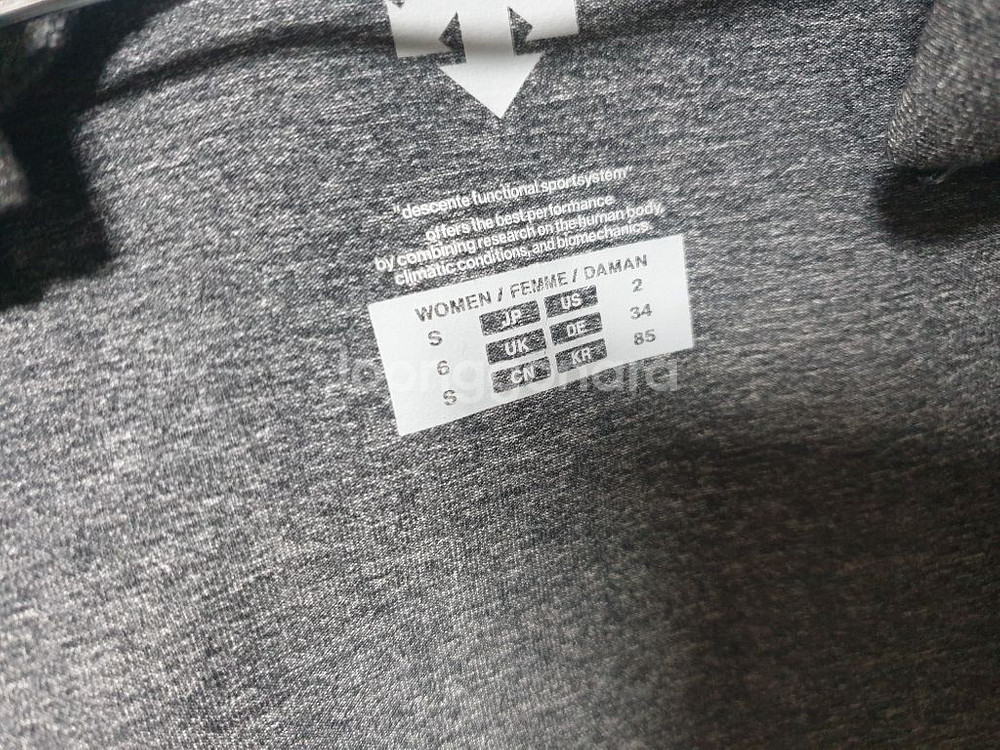 "descente functional sportsystem"
offers the best performance
by combining research on the human body,
climatic conditions, and biomechanics
WOMEN / FEMME / DAMAN
S JP US 2
6 UK DE 34
S CN KR 85
Joongna